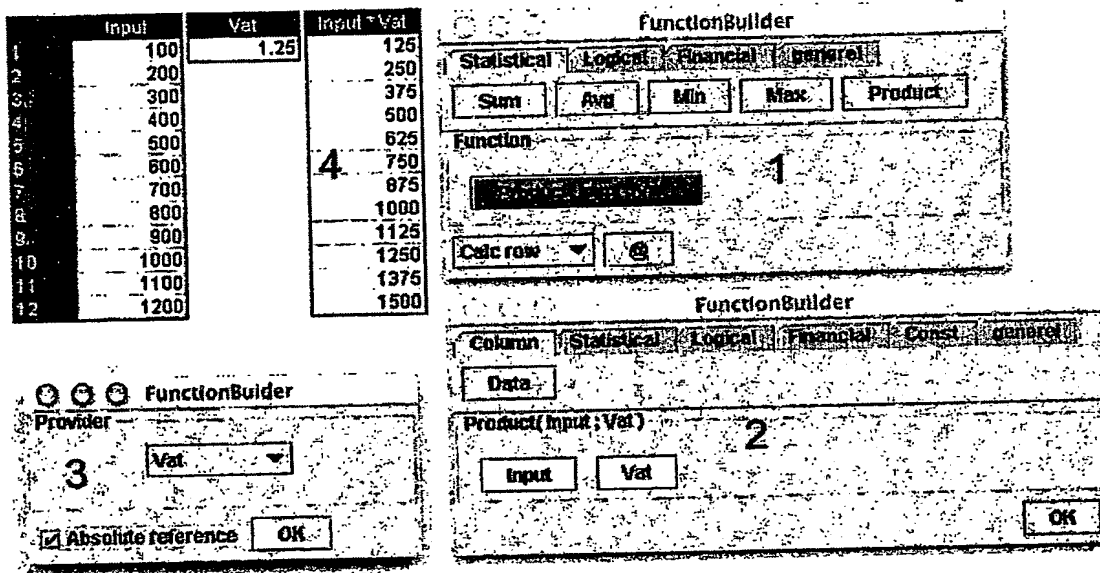 Input Vat Input * Vat
1 100 1.25 125
2 200 250
3 300 375
4 400 500
5 500 625
6 600 750
7 700 875
8 800 1000
9 900 1125
10 1000 1250
11 1100 1375
12 1200 1500
4
FunctionBuilder
Statistical Logical Financial general
Sum Avg Min Max Product
Function
1
Calc row @
FunctionBuilder
Column Statistical Logical Financial Const general
Data
Product(Input;Vat)
2
Input Vat
OK
FunctionBuider
Provider
3
Vat
Absolute reference OK